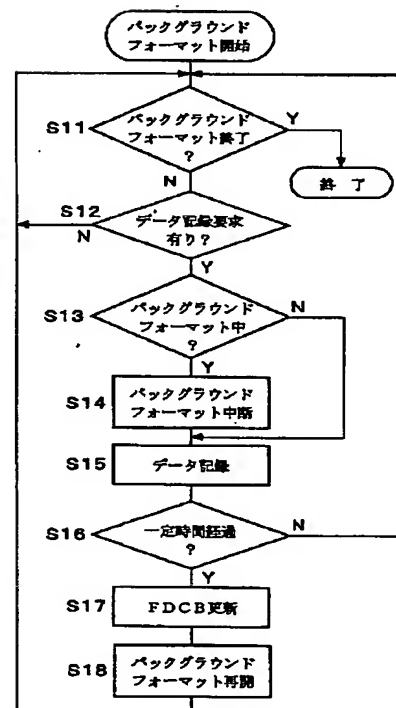 バックグラウンド
フォーマット開始
S11
バックグラウンド
フォーマット終了
?
Y
N
終 了
S12
データ記録要求
有り?
N
Y
S13
バックグラウンド
フォーマット中
?
N
Y
S14
バックグラウンド
フォーマット中断
S15
データ記録
S16
一定時間経過
?
N
Y
S17
FDCB更新
S18
バックグラウンド
フォーマット再開